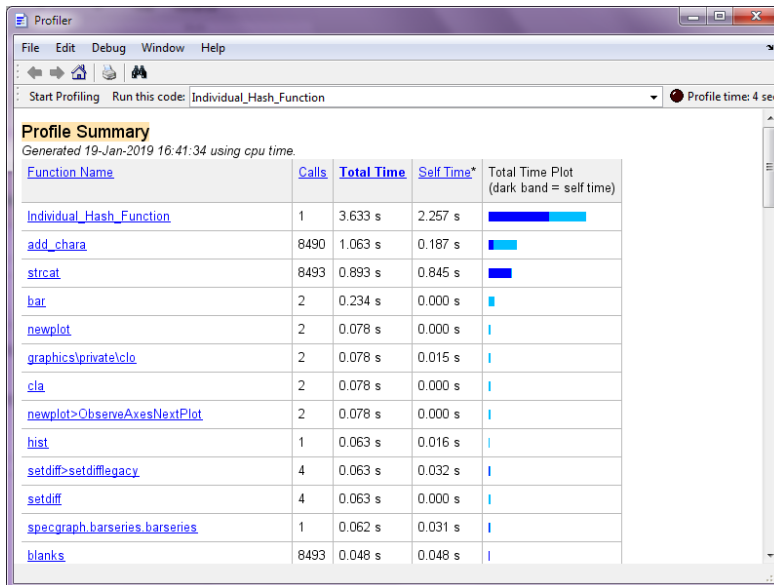 Profiler
File Edit Debug Window Help
Start Profiling Run this code: Individual_Hash_Function Profile time: 4 sec
Profile Summary
Generated 19-Jan-2019 16:41:34 using cpu time.
Function Name Calls Total Time Self Time* Total Time Plot
(dark band = self time)
Individual_Hash_Function 1 3.633 s 2.257 s
add_chara 8490 1.063 s 0.187 s
strcat 8493 0.893 s 0.845 s
bar 2 0.234 s 0.000 s
newplot 2 0.078 s 0.000 s
graphics\private\clo 2 0.078 s 0.015 s
cla 2 0.078 s 0.000 s
newplot>ObserveAxesNextPlot 2 0.078 s 0.000 s
hist 1 0.063 s 0.016 s
setdiff>setdifflegacy 4 0.063 s 0.032 s
setdiff 4 0.063 s 0.000 s
specgraph.barseries.barseries 1 0.062 s 0.031 s
blanks 8493 0.048 s 0.048 s